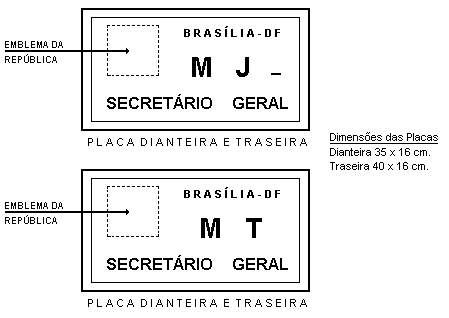 BRASÍLIA-DF
EMBLEMA DA
REPÚBLICA
M J _
SECRETÁRIO GERAL
PLACA DIANTEIRA E TRASEIRA
Dimensões das Placas
Dianteira 35 x 16 cm.
Traseira 40 x 16 cm.
BRASÍLIA-DF
EMBLEMA DA
REPÚBLICA
M T
SECRETÁRIO GERAL
PLACA DIANTEIRA E TRASEIRA